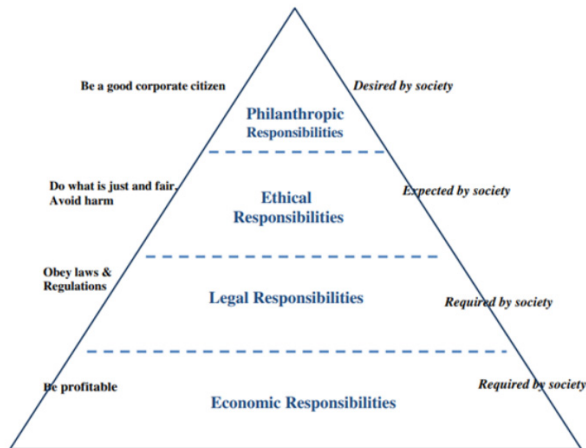 Be a good corporate citizen
Desired by society
Philanthropic
Responsibilities
Do what is just and fair,
Avoid harm
Expected by society
Ethical
Responsibilities
Obey laws &
Regulations
Legal Responsibilities
Required by society
Be profitable
Required by society
Economic Responsibilities